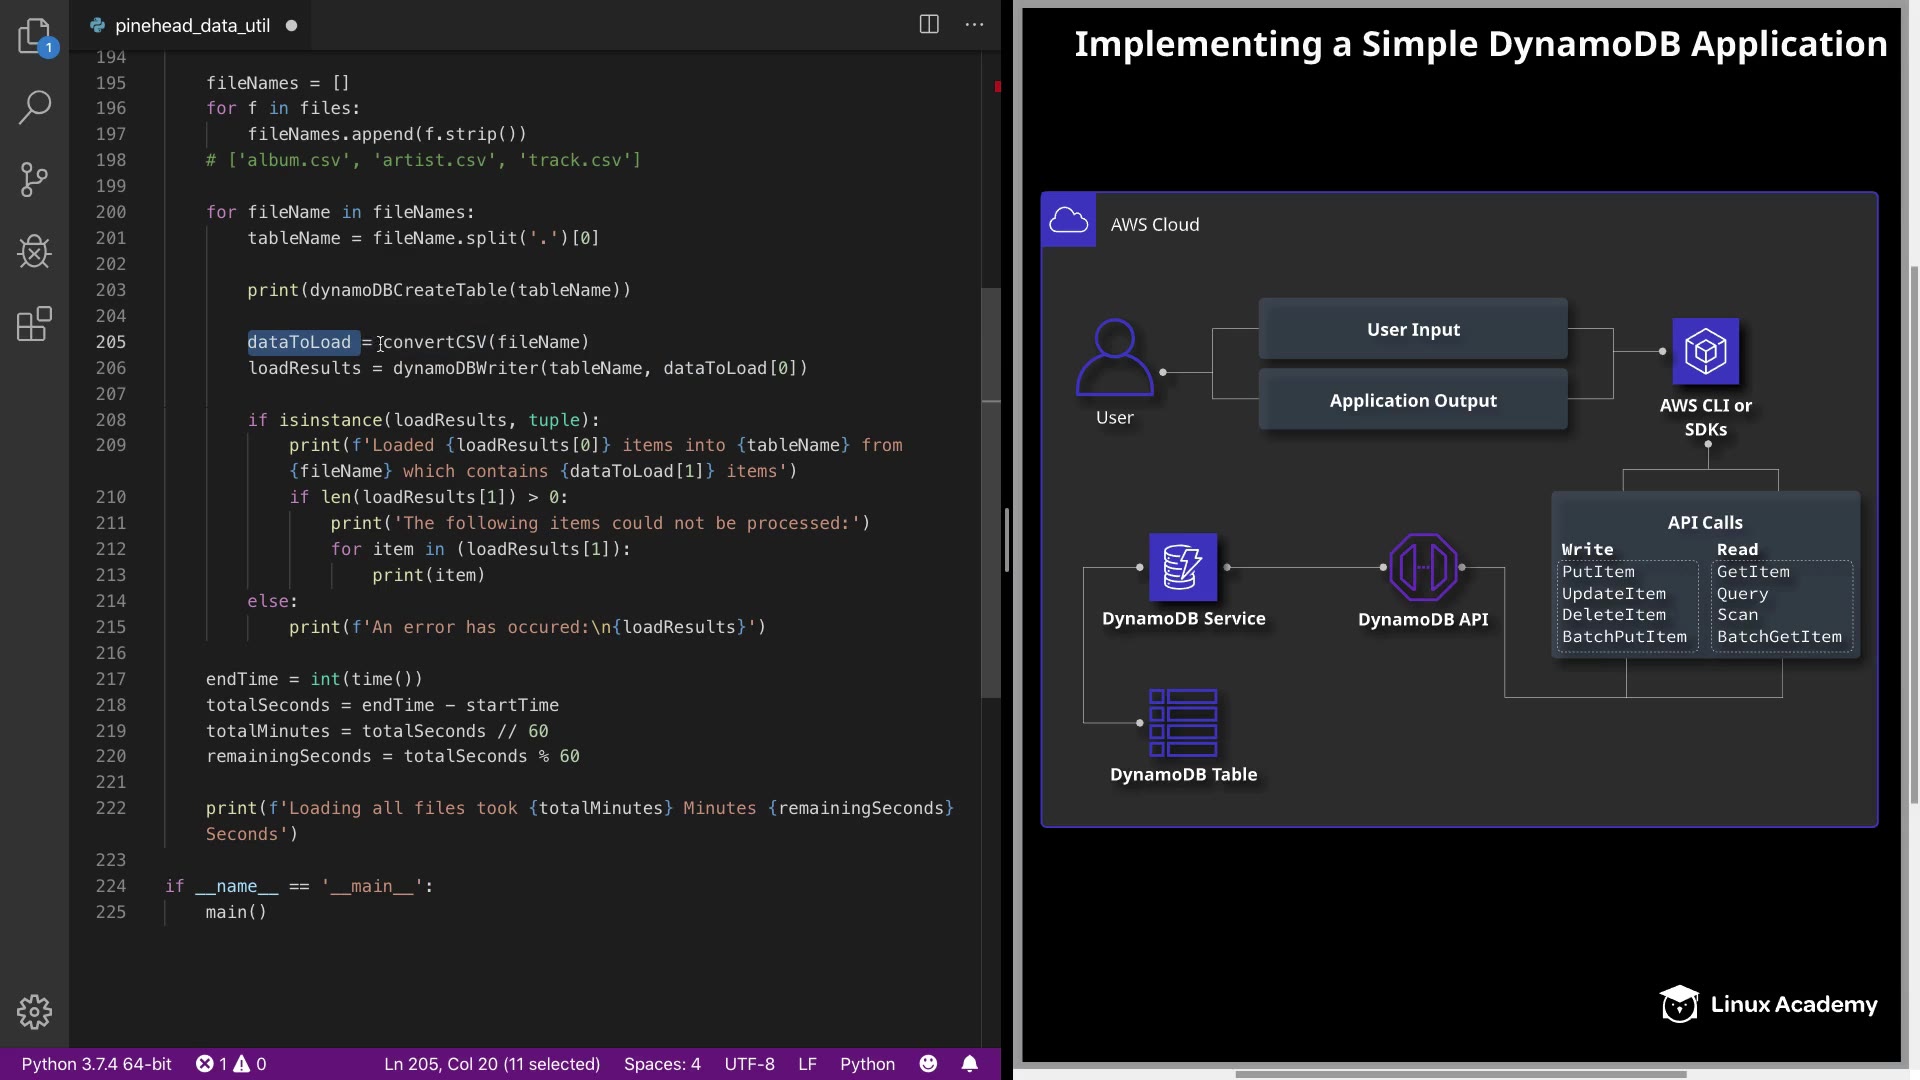 pinehead_data_util
1
194
195 fileNames = []
196 for f in files:
197 fileNames.append(f.strip())
198 # ['album.csv', 'artist.csv', 'track.csv']
199
200 for fileName in fileNames:
201 tableName = fileName.split('.')[0]
202
203 print(dynamoDBCreateTable(tableName))
204
205 dataToLoad = convertCSV(fileName)
206 loadResults = dynamoDBWriter(tableName, dataToLoad[0])
207
208 if isinstance(loadResults, tuple):
209 print(f'Loaded {loadResults[0]} items into {tableName} from
{fileName} which contains {dataToLoad[1]} items')
210 if len(loadResults[1]) > 0:
211 print('The following items could not be processed:')
212 for item in (loadResults[1]):
213 print(item)
214 else:
215 print(f'An error has occured:\n{loadResults}')
216
217 endTime = int(time())
218 totalSeconds = endTime - startTime
219 totalMinutes = totalSeconds // 60
220 remainingSeconds = totalSeconds % 60
221
222 print(f'Loading all files took {totalMinutes} Minutes {remainingSeconds}
Seconds')
223
224 if __name__ == '__main__':
225 main()
Python 3.7.4 64-bit 1 0 Ln 205, Col 20 (11 selected) Spaces: 4 UTF-8 LF Python
Implementing a Simple DynamoDB Application
AWS Cloud
User Input
Application Output
User
AWS CLI or
SDKs
API Calls
Write Read
PutItem GetItem
UpdateItem Query
DeleteItem Scan
BatchPutItem BatchGetItem
DynamoDB Service
DynamoDB API
DynamoDB Table
Linux Academy